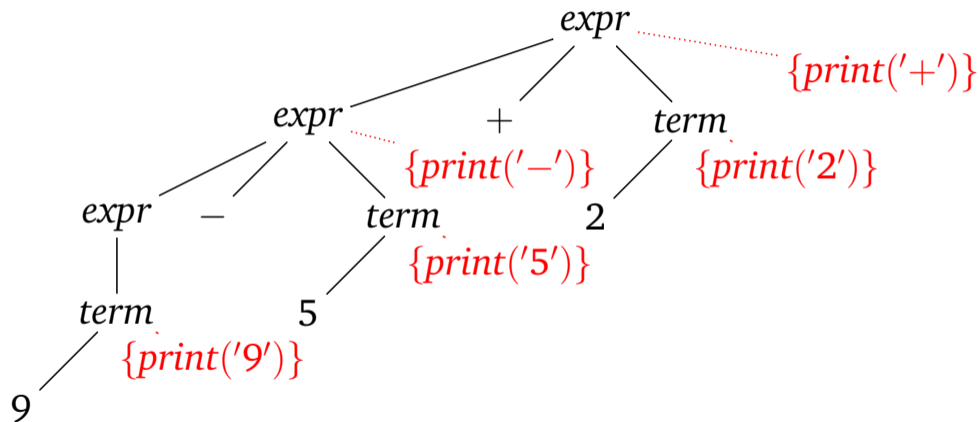 expr
{print('+')}
expr + term
{print('−')} {print('2')}
expr − term 2
{print('5')}
term 5
{print('9')}
9